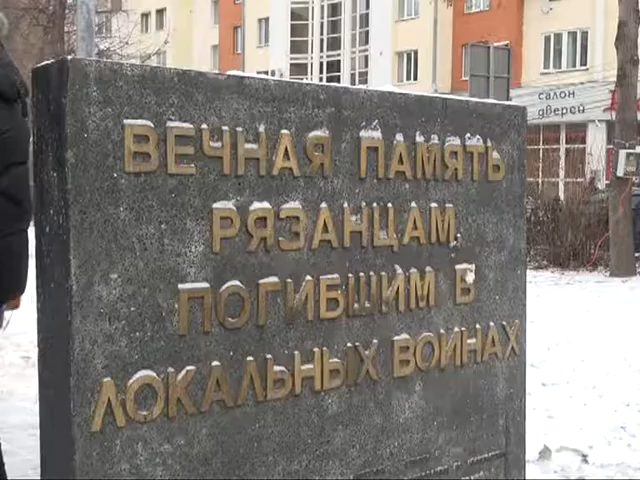 ВЕЧНАЯ ПАМЯТЬ
РЯЗАНЦАМ
ПОГИБШИМ В
ЛОКАЛЬНЫХ ВОЙНАХ
салон
дверей